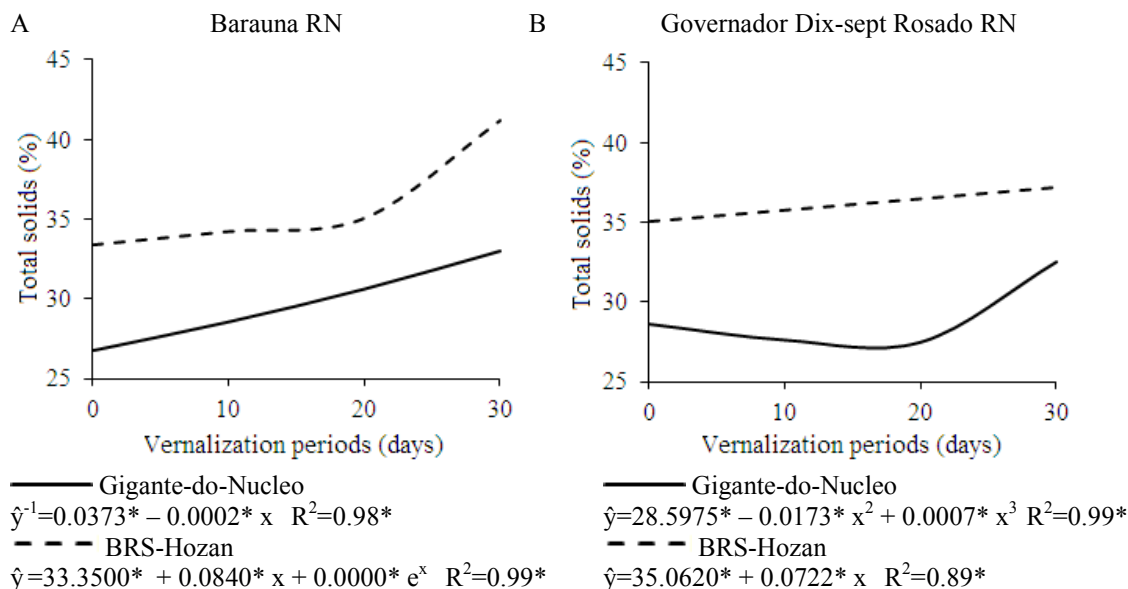 A Barauna RN
B Governador Dix-sept Rosado RN
45
40
35
30
25
Total solids (%)
0 10 20 30
Vernalization periods (days)
45
40
35
30
25
Total solids (%)
0 10 20 30
Vernalization periods (days)
Gigante-do-Nucleo
ŷ⁻¹=0.0373* – 0.0002* x R²=0.98*
BRS-Hozan
ŷ=33.3500* + 0.0840* x + 0.0000* eˣ R²=0.99*
Gigante-do-Nucleo
ŷ=28.5975* – 0.0173* x² + 0.0007* x³ R²=0.99*
BRS-Hozan
ŷ=35.0620* + 0.0722* x R²=0.89*